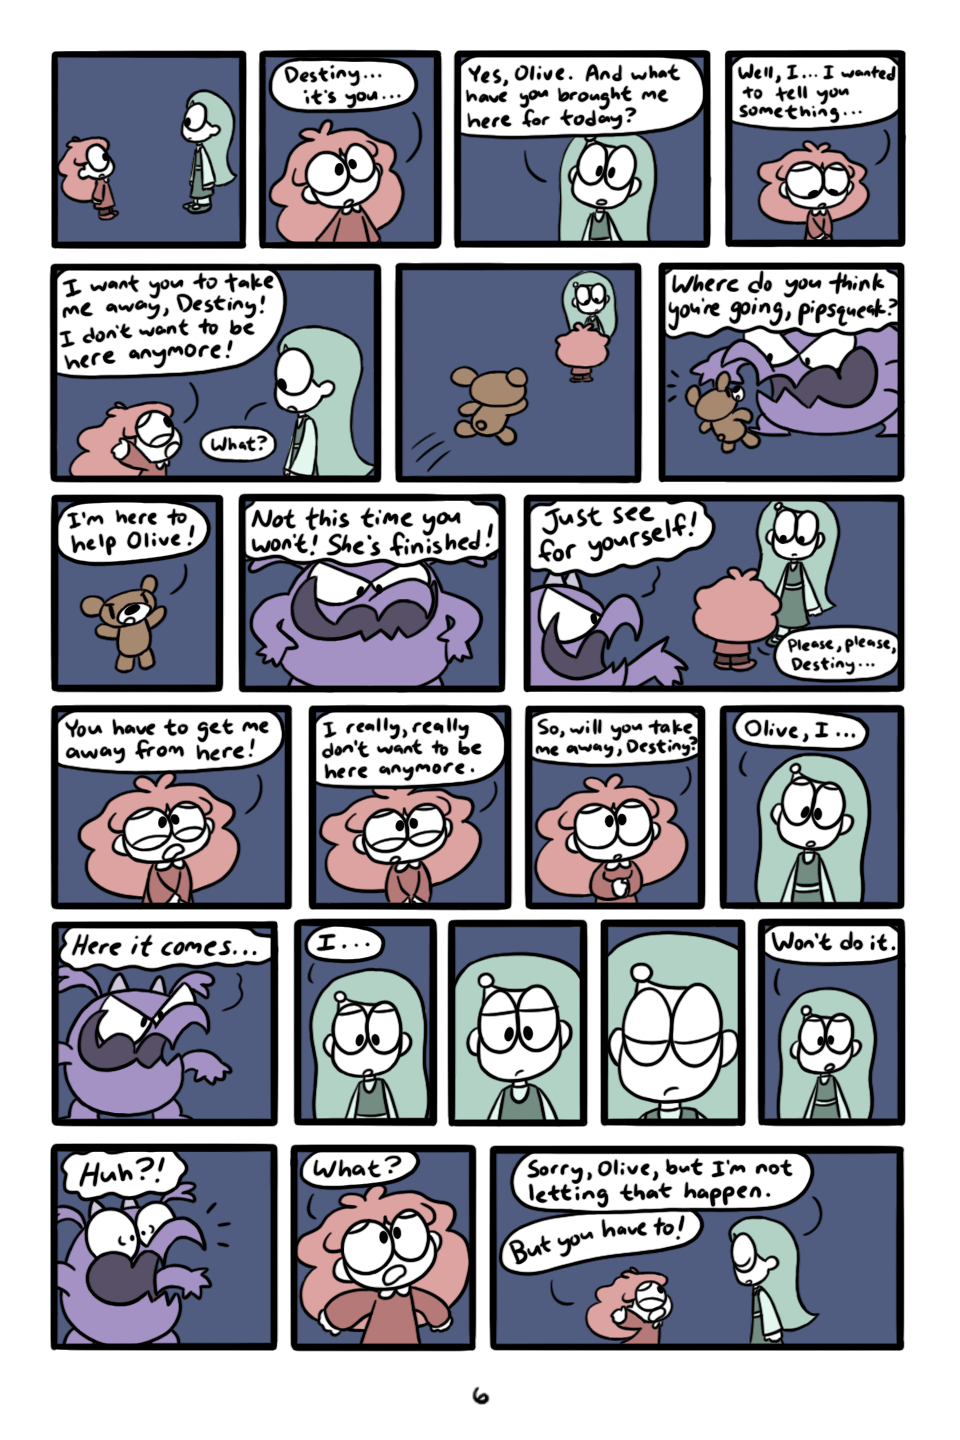 Destiny...
it's you...
Yes, Olive. And what
have you brought me
here for today?
Well, I... I wanted
to tell you
something...
I want you to take
me away, Destiny!
I don't want to be
here anymore!
What?
Where do you think
you're going, pipsqueak?
I'm here to
help Olive!
Not this time you
won't! She's finished!
Just see
for yourself!
Please, please,
Destiny...
You have to get me
away from here!
I really, really
don't want to be
here anymore.
So, will you take
me away, Destiny?
Olive, I...
Here it comes...
I...
Won't do it.
Huh?!
What?
Sorry, Olive, but I'm not
letting that happen.
But you have to!
6